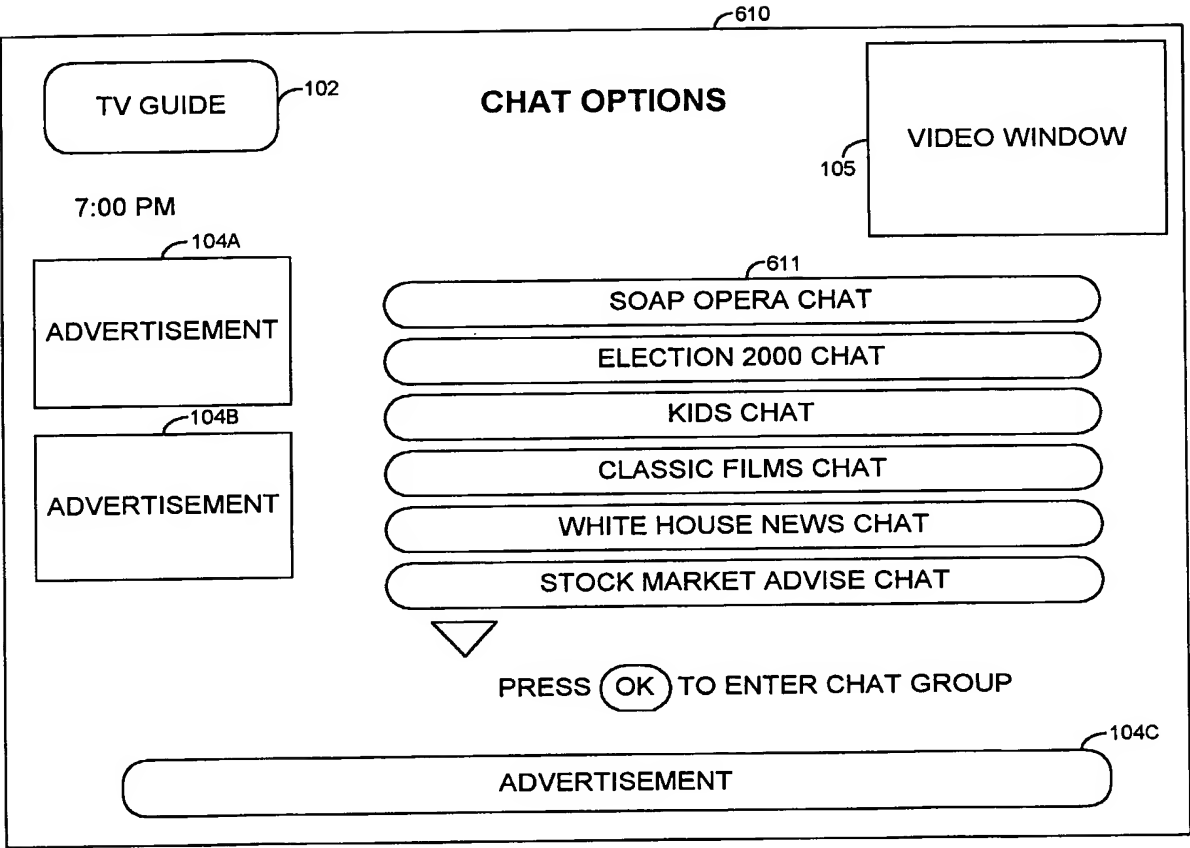 610
TV GUIDE
102
CHAT OPTIONS
VIDEO WINDOW
105
7:00 PM
104A
ADVERTISEMENT
104B
ADVERTISEMENT
611
SOAP OPERA CHAT
ELECTION 2000 CHAT
KIDS CHAT
CLASSIC FILMS CHAT
WHITE HOUSE NEWS CHAT
STOCK MARKET ADVISE CHAT
PRESS OK TO ENTER CHAT GROUP
104C
ADVERTISEMENT